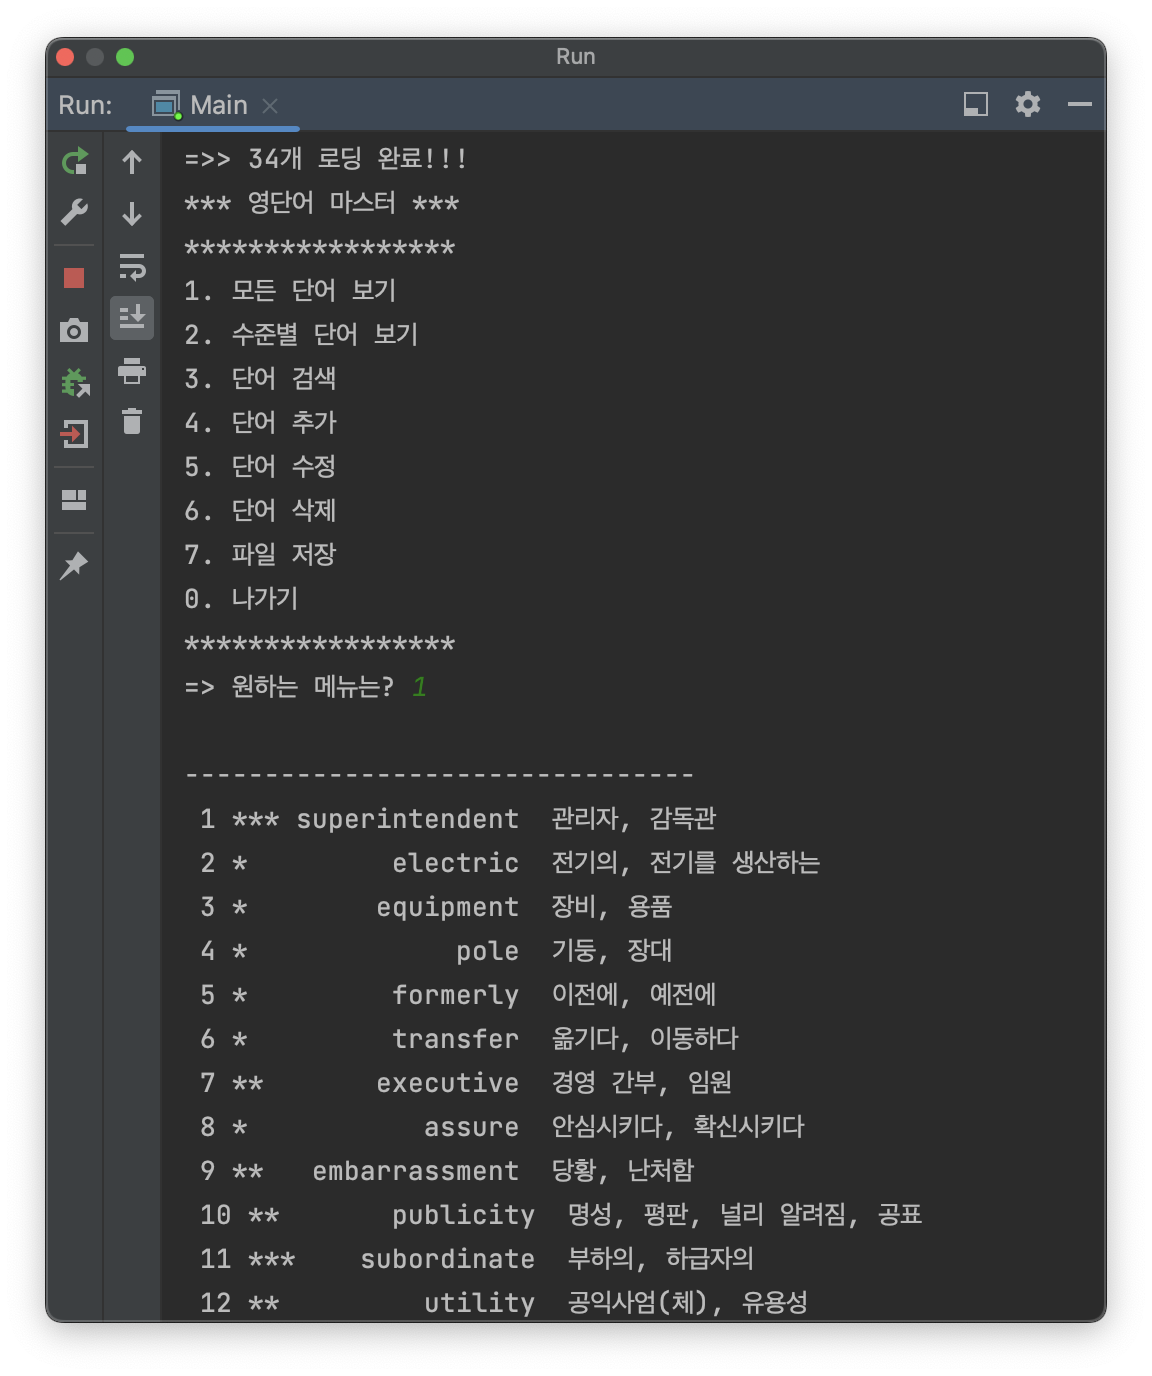 Run
Run: Main
=>> 34개 로딩 완료!!!
*** 영단어 마스터 ***
*****************
1. 모든 단어 보기
2. 수준별 단어 보기
3. 단어 검색
4. 단어 추가
5. 단어 수정
6. 단어 삭제
7. 파일 저장
0. 나가기
*****************
=> 원하는 메뉴는? 1
--------------------------------
1 *** superintendent 관리자, 감독관
2 * electric 전기의, 전기를 생산하는
3 * equipment 장비, 용품
4 * pole 기둥, 장대
5 * formerly 이전에, 예전에
6 * transfer 옮기다, 이동하다
7 ** executive 경영 간부, 임원
8 * assure 안심시키다, 확신시키다
9 ** embarrassment 당황, 난처함
10 ** publicity 명성, 평판, 널리 알려짐, 공표
11 *** subordinate 부하의, 하급자의
12 ** utility 공익사업(체), 유용성